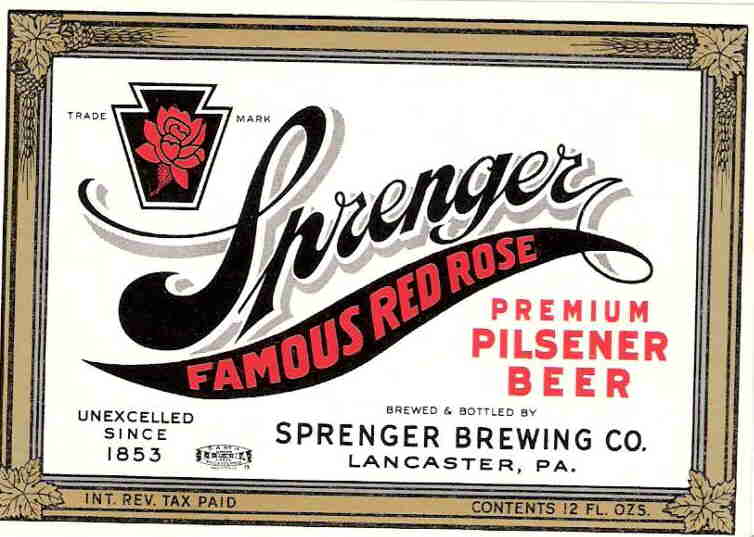 TRADE MARK
Sprenger
FAMOUS RED ROSE
PREMIUM
PILSENER
BEER
UNEXCELLED
SINCE
1853
BREWED & BOTTLED BY
SPRENGER BREWING CO.
LANCASTER, PA.
INT. REV. TAX PAID
CONTENTS 12 FL. OZS.